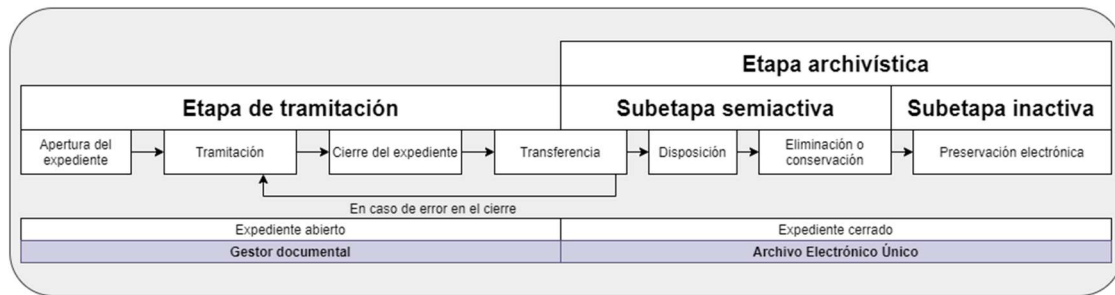 Etapa archivística
Etapa de tramitación
Subetapa semiactiva
Subetapa inactiva
Apertura del
expediente
Tramitación
Cierre del expediente
Transferencia
Disposición
Eliminación o
conservación
Preservación electrónica
En caso de error en el cierre
Expediente abierto
Expediente cerrado
Gestor documental
Archivo Electrónico Único